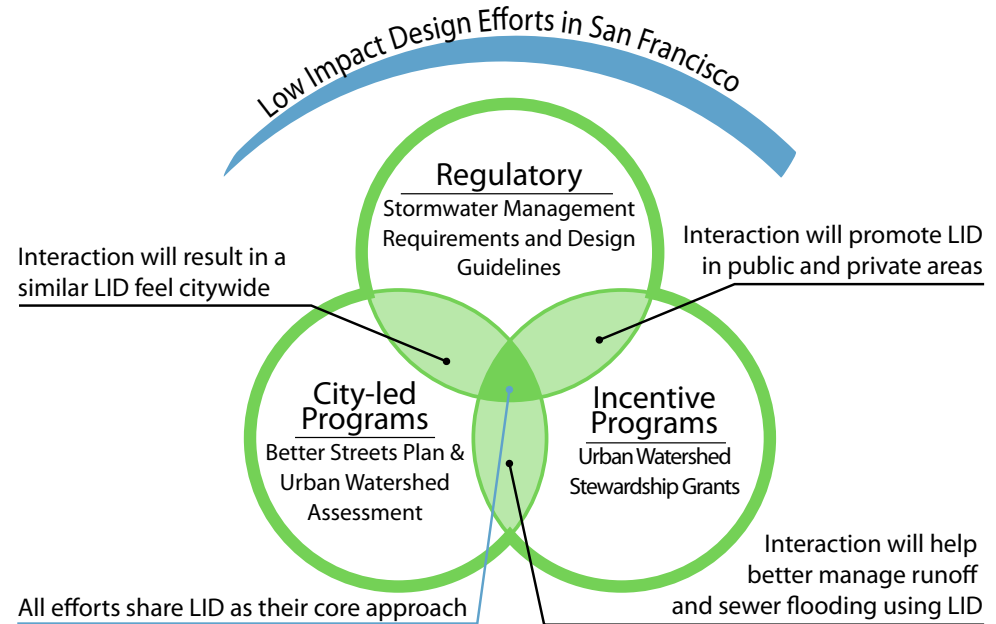 Low Impact Design Efforts in San Francisco
Regulatory
Stormwater Management
Requirements and Design
Guidelines
Interaction will result in a
similar LID feel citywide
Interaction will promote LID
in public and private areas
City-led
Programs
Better Streets Plan &
Urban Watershed
Assessment
Incentive
Programs
Urban Watershed
Stewardship Grants
All efforts share LID as their core approach
Interaction will help
better manage runoff
and sewer flooding using LID